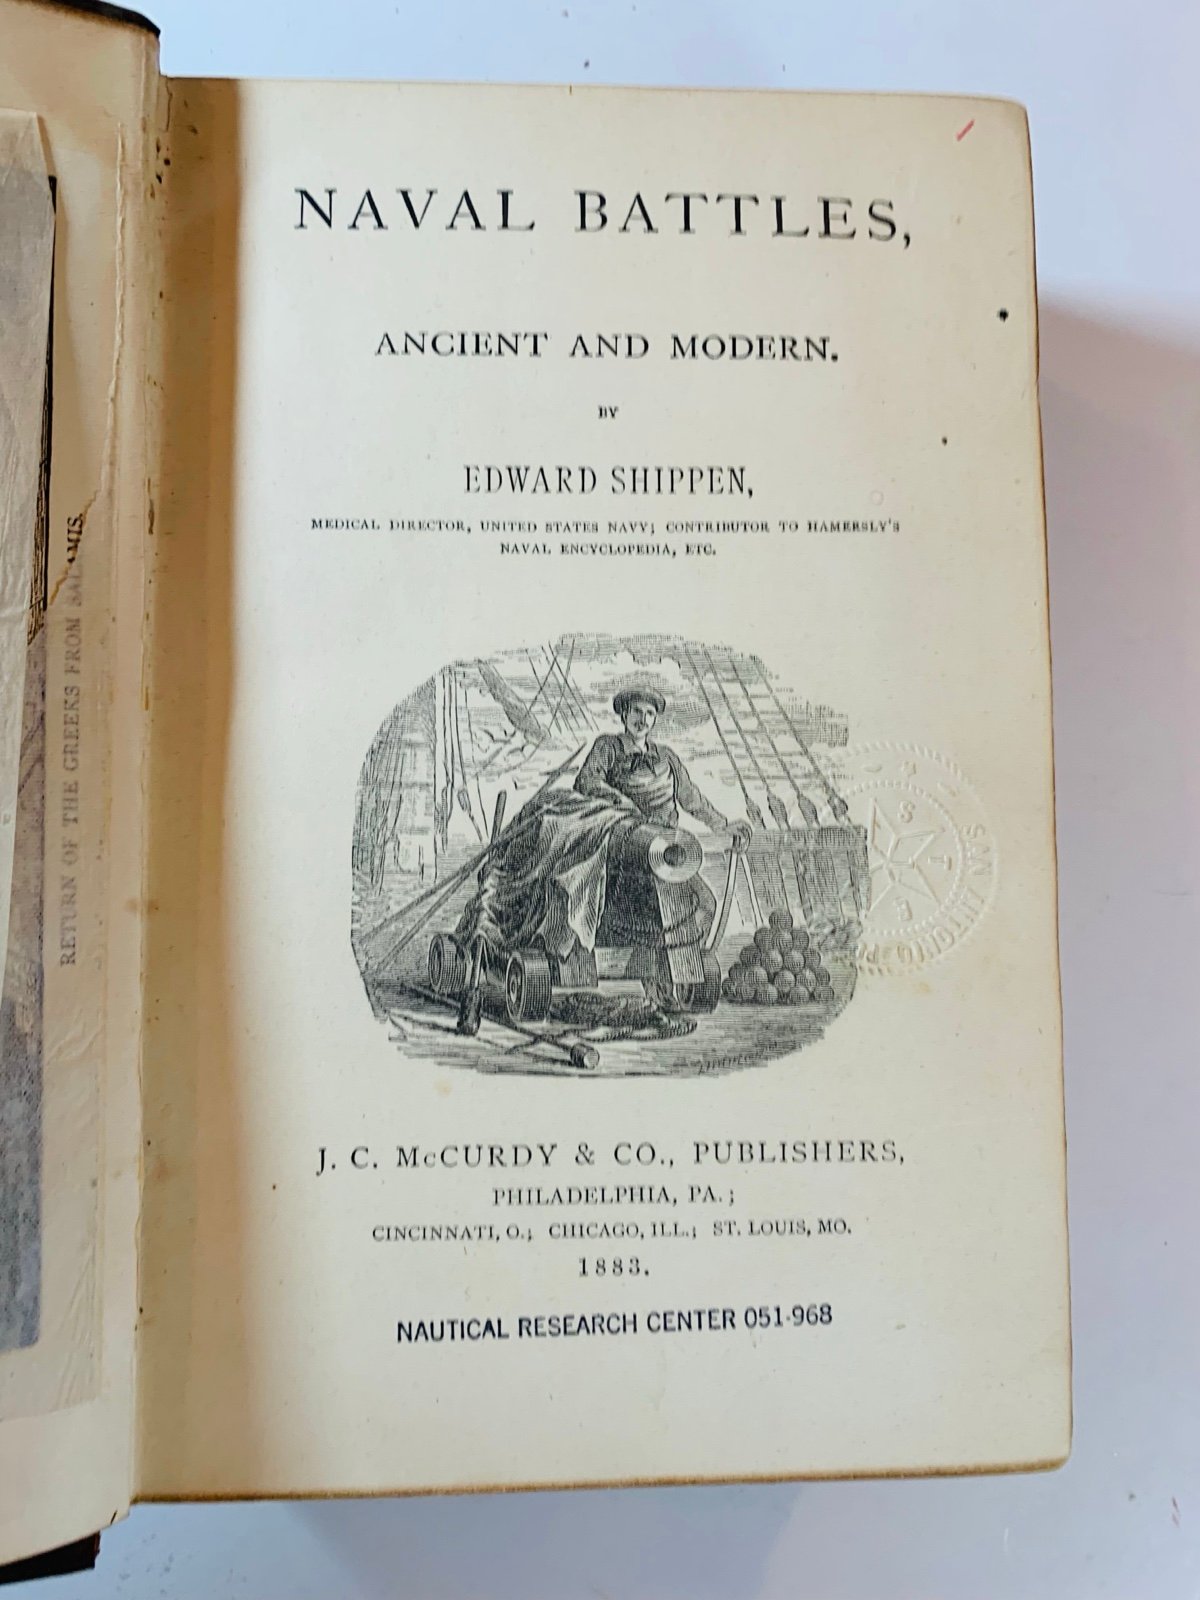 NAVAL BATTLES,
ANCIENT AND MODERN.
BY
EDWARD SHIPPEN,
MEDICAL DIRECTOR, UNITED STATES NAVY; CONTRIBUTOR TO HAMERSLY'S
NAVAL ENCYCLOPEDIA, ETC.
J. C. McCURDY & CO., PUBLISHERS,
PHILADELPHIA, PA.;
CINCINNATI, O.; CHICAGO, ILL.; ST. LOUIS, MO.
1883.
NAUTICAL RESEARCH CENTER 051-968
RETURN OF THE GREEKS FROM SALAMIS.
SAN ANTONIO